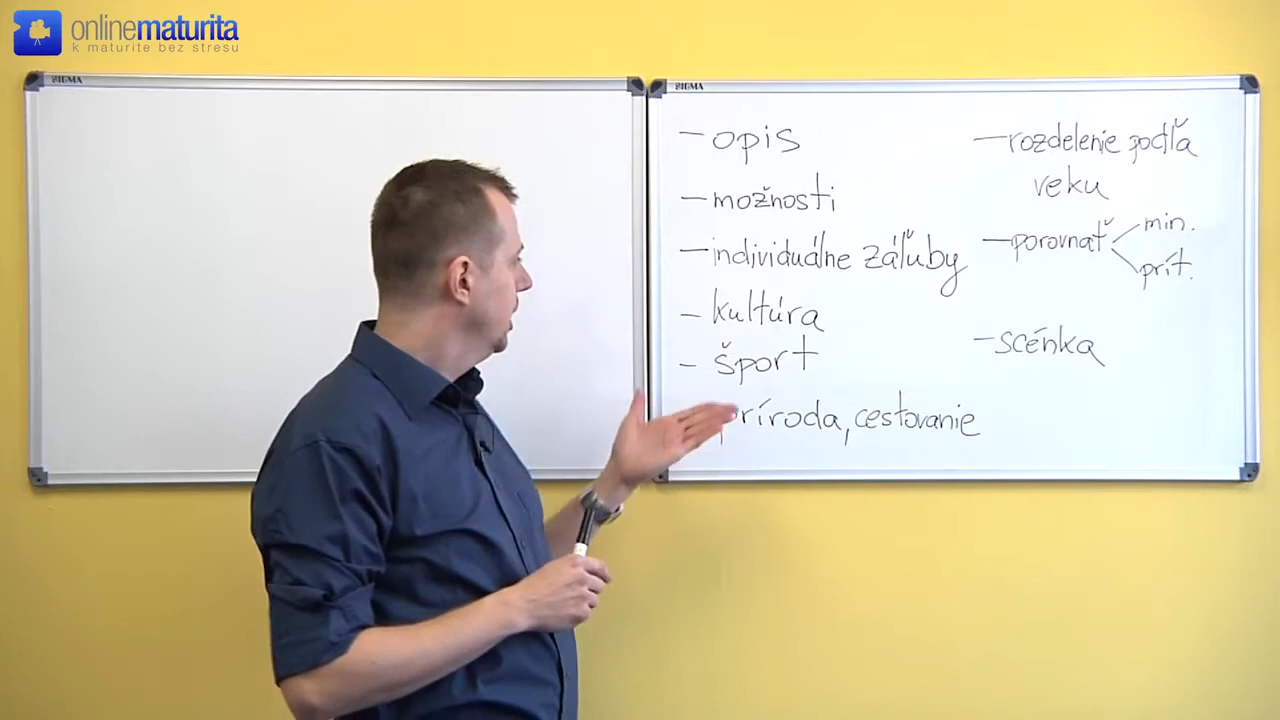 onlinematurita
k maturite bez stresu
SIGMA
SIGMA
- opis
- možnosti
- individuálne záľuby
- kultúra
- šport
príroda, cestovanie
- rozdelenie podľa
veku
- porovnať < min.
prít.
- scénka